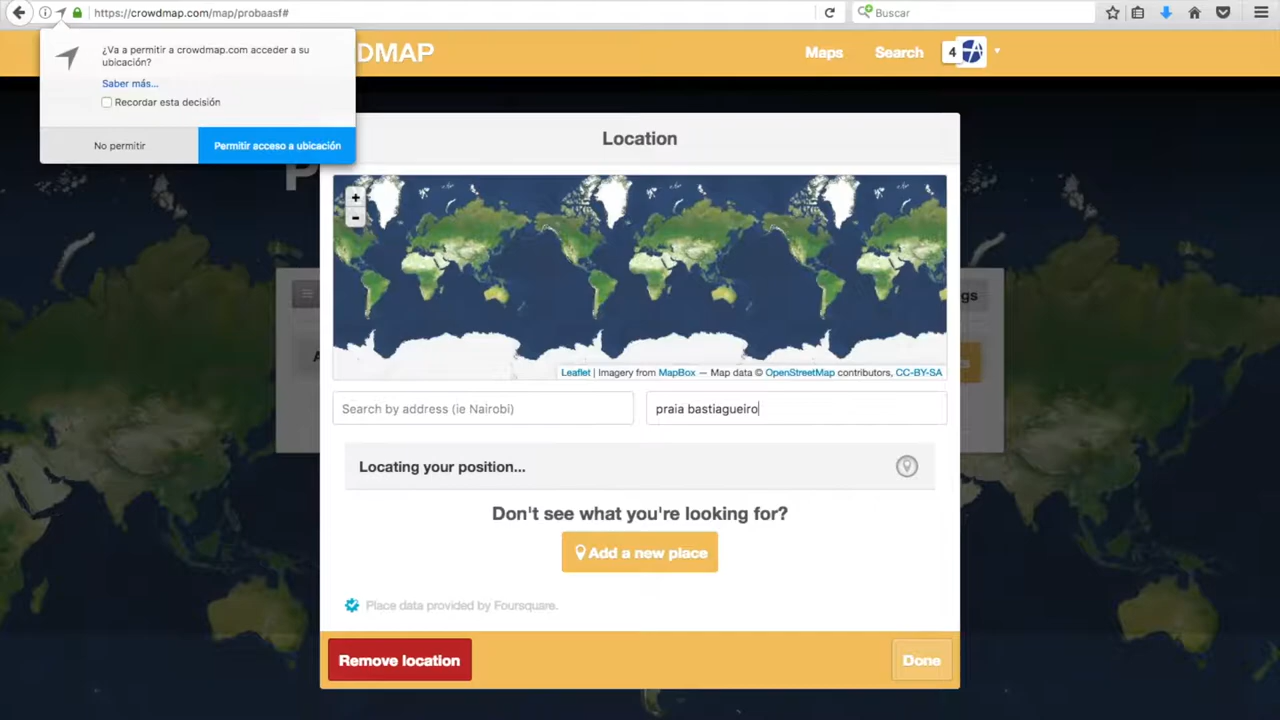 https://crowdmap.com/map/probaasf#
Buscar
¿Va a permitir a crowdmap.com acceder a su
ubicación?
Saber más...
Recordar esta decisión
No permitir
Permitir acceso a ubicación
DMAP
Maps
Search
4
Location
+
-
Leaflet | Imagery from MapBox — Map data © OpenStreetMap contributors, CC-BY-SA
Search by address (ie Nairobi)
praia bastiagueiro
Locating your position...
Don't see what you're looking for?
Add a new place
Place data provided by Foursquare.
Remove location
Done